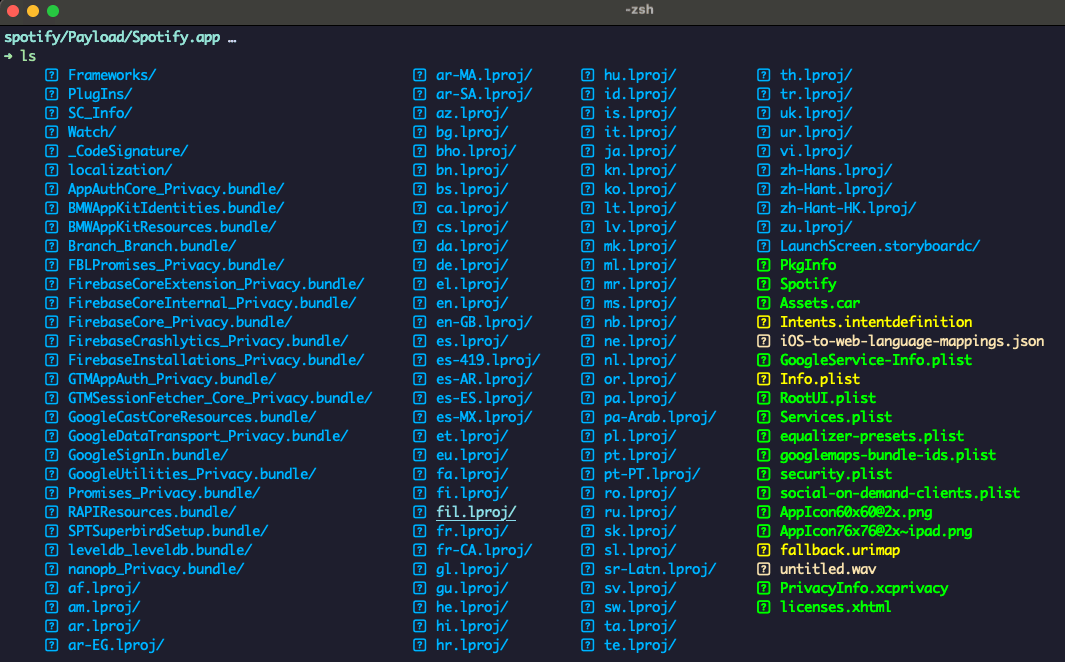 -zsh
spotify/Payload/Spotify.app …
➜ ls
Frameworks/ ar-MA.lproj/ hu.lproj/ th.lproj/
PlugIns/ ar-SA.lproj/ id.lproj/ tr.lproj/
SC_Info/ az.lproj/ is.lproj/ uk.lproj/
Watch/ bg.lproj/ it.lproj/ ur.lproj/
_CodeSignature/ bho.lproj/ ja.lproj/ vi.lproj/
localization/ bn.lproj/ kn.lproj/ zh-Hans.lproj/
AppAuthCore_Privacy.bundle/ bs.lproj/ ko.lproj/ zh-Hant.lproj/
BMWAppKitIdentities.bundle/ ca.lproj/ lt.lproj/ zh-Hant-HK.lproj/
BMWAppKitResources.bundle/ cs.lproj/ lv.lproj/ zu.lproj/
Branch_Branch.bundle/ da.lproj/ mk.lproj/ LaunchScreen.storyboardc/
FBLPromises_Privacy.bundle/ de.lproj/ ml.lproj/ PkgInfo
FirebaseCoreExtension_Privacy.bundle/ el.lproj/ mr.lproj/ Spotify
FirebaseCoreInternal_Privacy.bundle/ en.lproj/ ms.lproj/ Assets.car
FirebaseCore_Privacy.bundle/ en-GB.lproj/ nb.lproj/ Intents.intentdefinition
FirebaseCrashlytics_Privacy.bundle/ es.lproj/ ne.lproj/ iOS-to-web-language-mappings.json
FirebaseInstallations_Privacy.bundle/ es-419.lproj/ nl.lproj/ GoogleService-Info.plist
GTMAppAuth_Privacy.bundle/ es-AR.lproj/ or.lproj/ Info.plist
GTMSessionFetcher_Core_Privacy.bundle/ es-ES.lproj/ pa.lproj/ RootUI.plist
GoogleCastCoreResources.bundle/ es-MX.lproj/ pa-Arab.lproj/ Services.plist
GoogleDataTransport_Privacy.bundle/ et.lproj/ pl.lproj/ equalizer-presets.plist
GoogleSignIn.bundle/ eu.lproj/ pt.lproj/ googlemaps-bundle-ids.plist
GoogleUtilities_Privacy.bundle/ fa.lproj/ pt-PT.lproj/ security.plist
Promises_Privacy.bundle/ fi.lproj/ ro.lproj/ social-on-demand-clients.plist
RAPIResources.bundle/ fil.lproj/ ru.lproj/ AppIcon60x60@2x.png
SPTSuperbirdSetup.bundle/ fr.lproj/ sk.lproj/ AppIcon76x76@2x~ipad.png
leveldb_leveldb.bundle/ fr-CA.lproj/ sl.lproj/ fallback.urimap
nanopb_Privacy.bundle/ gl.lproj/ sr-Latn.lproj/ untitled.wav
af.lproj/ gu.lproj/ sv.lproj/ PrivacyInfo.xcprivacy
am.lproj/ he.lproj/ sw.lproj/ licenses.xhtml
ar.lproj/ hi.lproj/ ta.lproj/
ar-EG.lproj/ hr.lproj/ te.lproj/